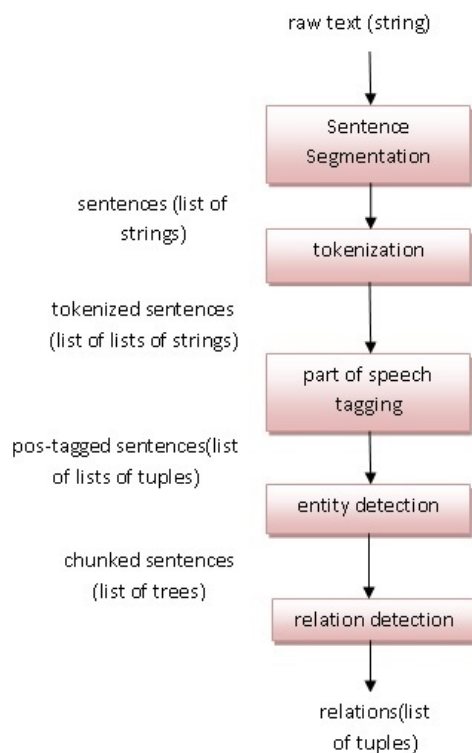 raw text (string)
Sentence
Segmentation
sentences (list of
strings)
tokenization
tokenized sentences
(list of lists of strings)
part of speech
tagging
pos-tagged sentences(list
of lists of tuples)
entity detection
chunked sentences
(list of trees)
relation detection
relations(list
of tuples)